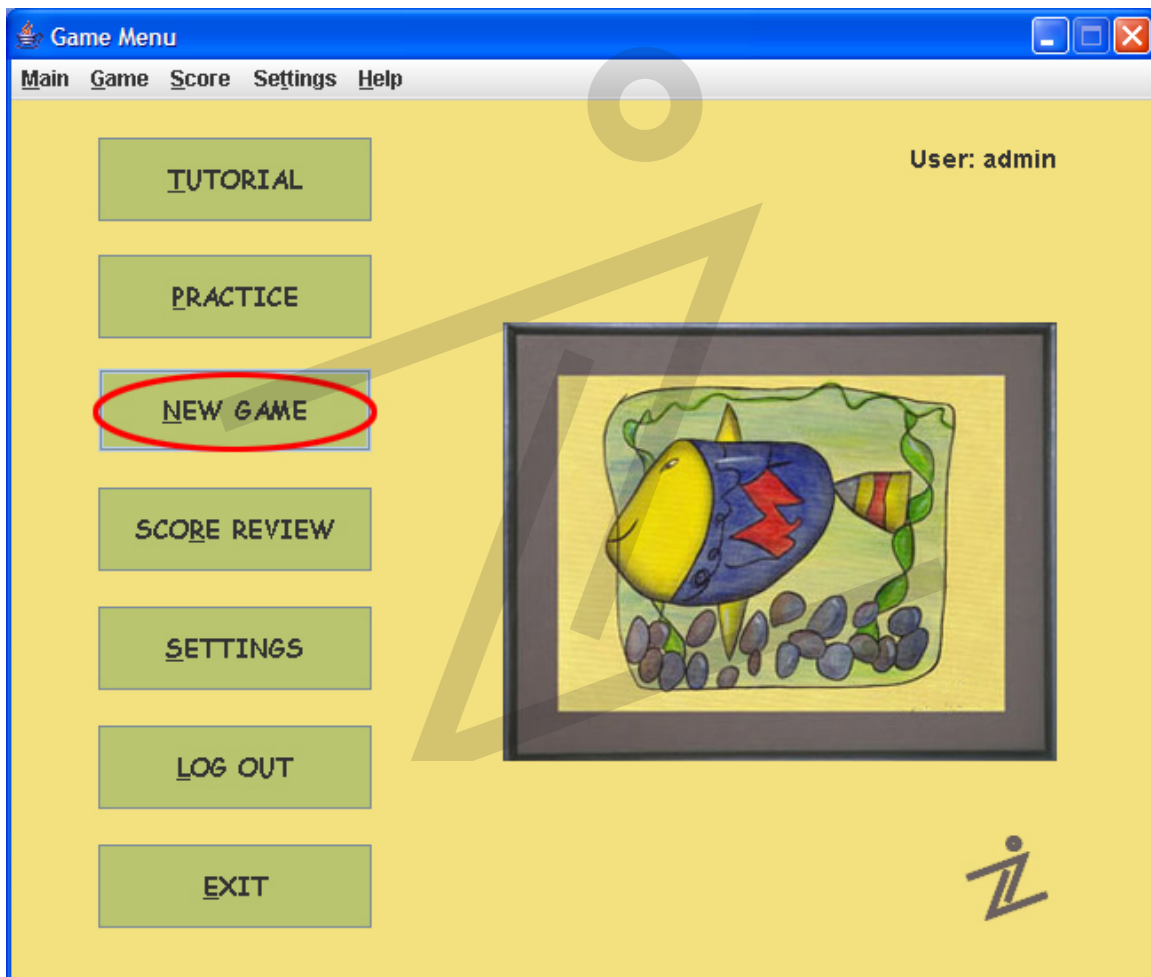 Game Menu
Main Game Score Settings Help
User: admin
TUTORIAL
PRACTICE
NEW GAME
SCORE REVIEW
SETTINGS
LOG OUT
EXIT